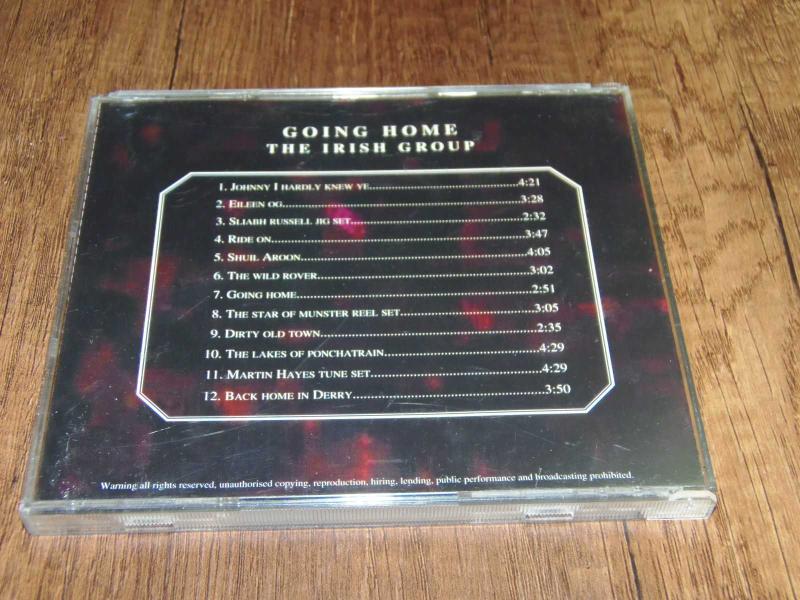 GOING HOME
THE IRISH GROUP
1. JOHNNY I HARDLY KNEW YE.....4:21
2. EILEEN OG.....3:28
3. SLIABH RUSSELL JIG SET.....2:32
4. RIDE ON.....3:47
5. SHUIL AROON.....4:05
6. THE WILD ROVER.....3:02
7. GOING HOME.....2:51
8. THE STAR OF MUNSTER REEL SET.....3:05
9. DIRTY OLD TOWN.....2:35
10. THE LAKES OF PONCHATRAIN.....4:29
11. MARTIN HAYES TUNE SET.....4:29
12. BACK HOME IN DERRY.....3:50
Warning all rights reserved, unauthorised copying, reproduction, hiring, lending, public performance and broadcasting prohibited.